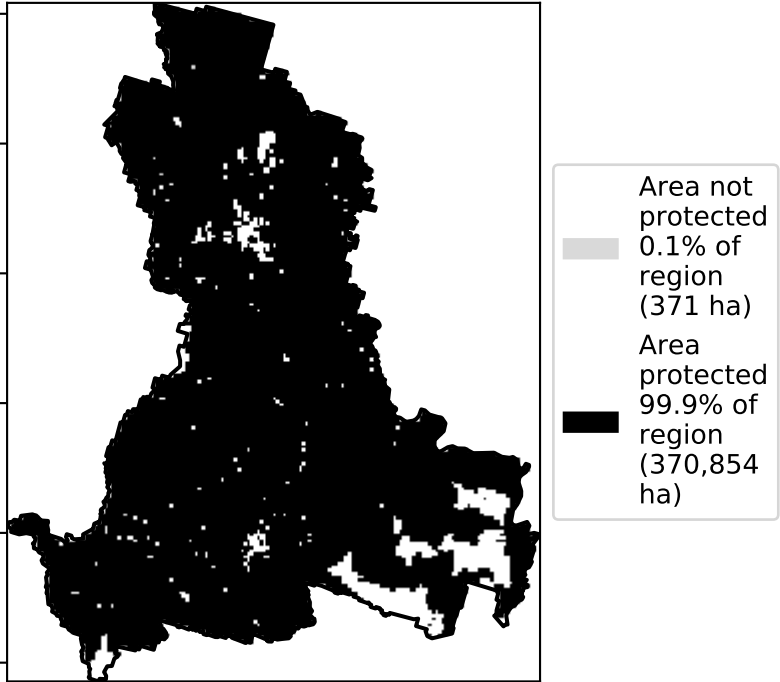 Area not
protected
0.1% of
region
(371 ha)
Area
protected
99.9% of
region
(370,854
ha)